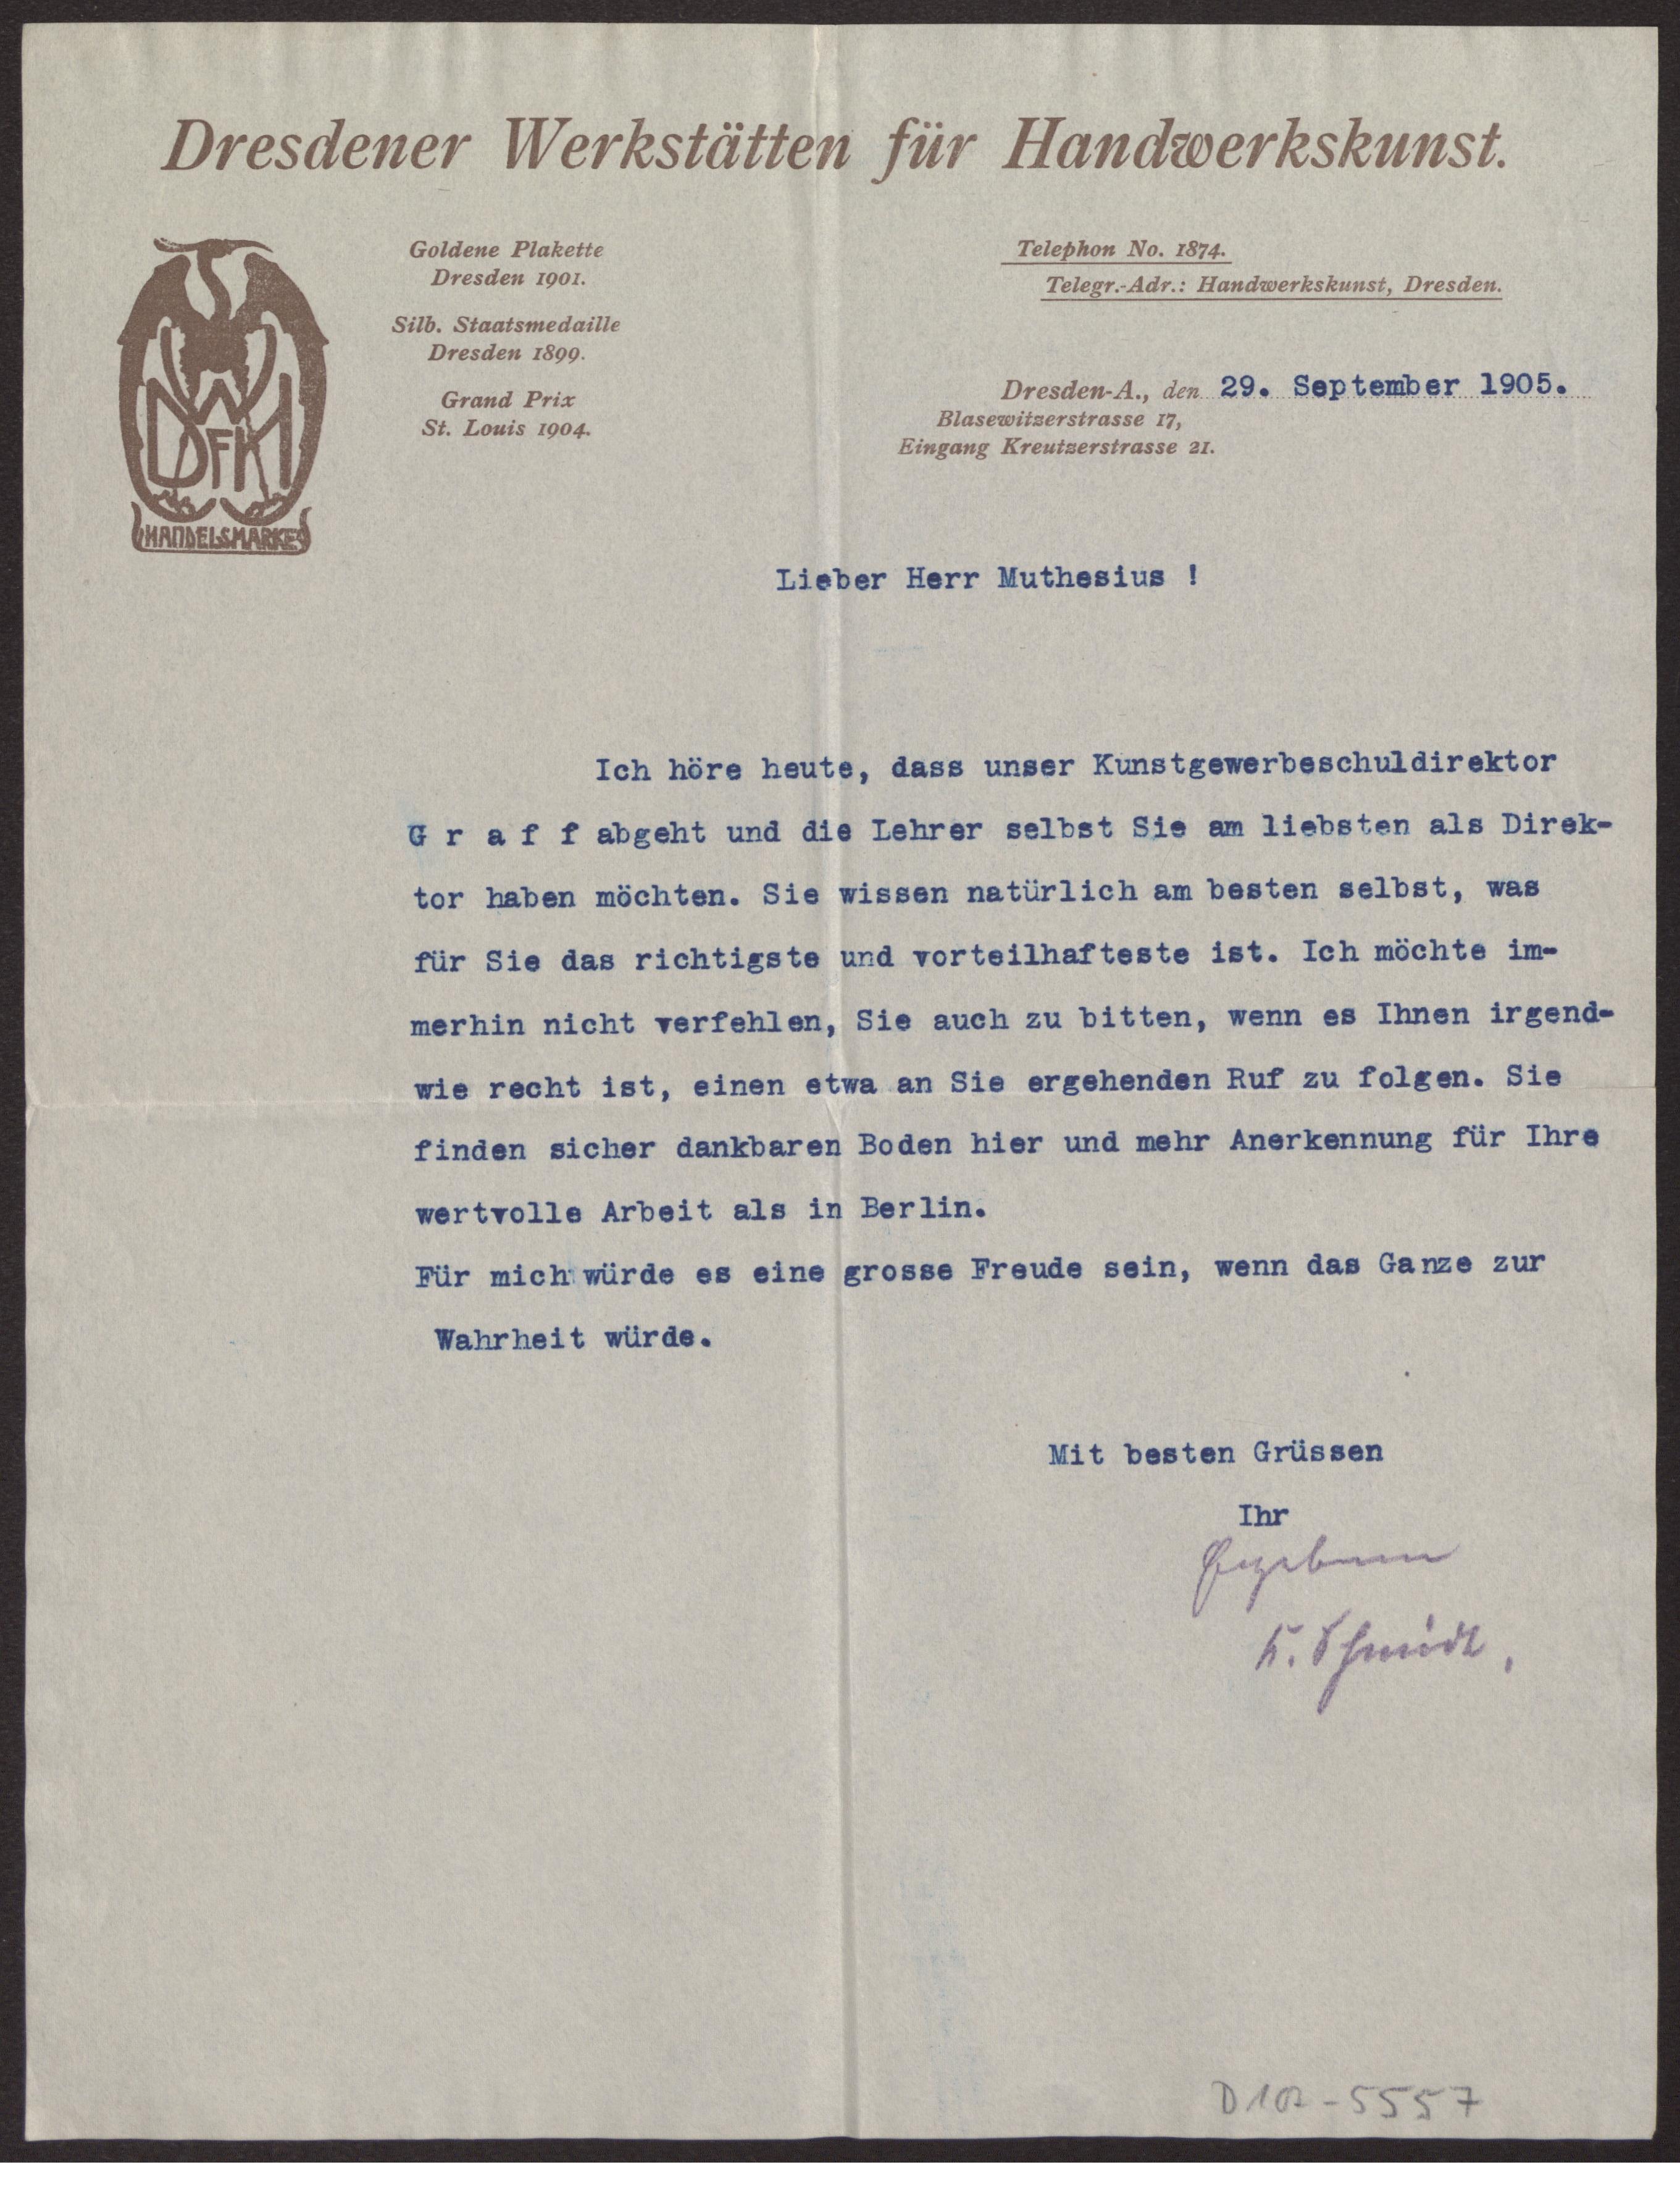 Dresdener Werkstätten für Handwerkskunst.
Goldene Plakette
Dresden 1901.
Silb. Staatsmedaille
Dresden 1899.
Grand Prix
St. Louis 1904.
DWFHK
HANDELSMARKE
Telephon No. 1874.
Telegr.-Adr.: Handwerkskunst, Dresden.
Dresden-A., den 29. September 1905.
Blasewitzerstrasse 17,
Eingang Kreutzerstrasse 21.
Lieber Herr Muthesius !
Ich höre heute, dass unser Kunstgewerbeschuldirektor
G r a f f abgeht und die Lehrer selbst Sie am liebsten als Direk-
tor haben möchten. Sie wissen natürlich am besten selbst, was
für Sie das richtigste und vorteilhafteste ist. Ich möchte im-
merhin nicht verfehlen, Sie auch zu bitten, wenn es Ihnen irgend-
wie recht ist, einen etwa an Sie ergehenden Ruf zu folgen. Sie
finden sicher dankbaren Boden hier und mehr Anerkennung für Ihre
wertvolle Arbeit als in Berlin.
Für mich würde es eine grosse Freude sein, wenn das Ganze zur
Wahrheit würde.
Mit besten Grüssen
Ihr
Ergebener
K. Schmidt.
D 102-5557